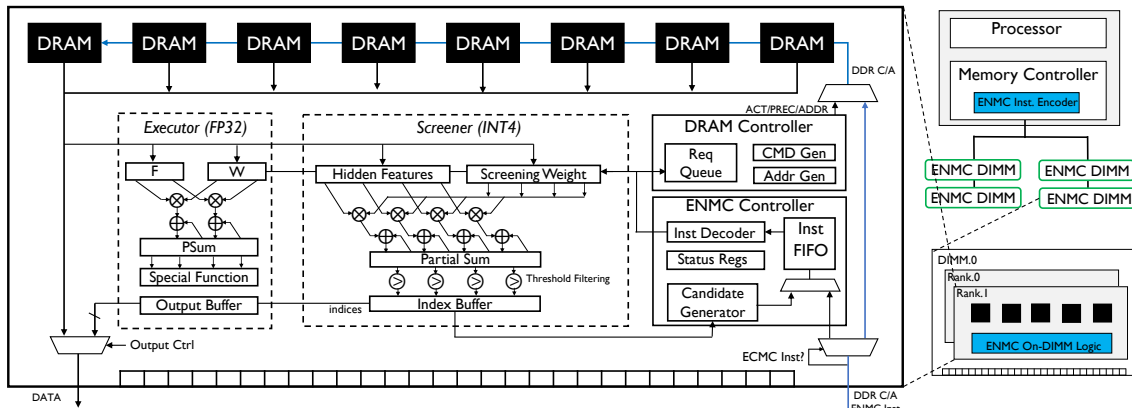 DRAM DRAM DRAM DRAM DRAM DRAM DRAM DRAM
DDR C/A
ACT/PREC/ADDR
Executor (FP32)
F
W
PSum
Special Function
Output Buffer
Screener (INT4)
Hidden Features
Screening Weight
Partial Sum
Threshold Filtering
> > > >
Index Buffer
indices
DRAM Controller
Req
Queue
CMD Gen
Addr Gen
ENMC Controller
Inst Decoder
Status Regs
Inst
FIFO
Candidate
Generator
Output Ctrl
ECMC Inst?
DATA
DDR C/A
ENMC Inst
Processor
Memory Controller
ENMC Inst. Encoder
ENMC DIMM ENMC DIMM
ENMC DIMM ENMC DIMM
DIMM.0
Rank.0
Rank.1
ENMC On-DIMM Logic